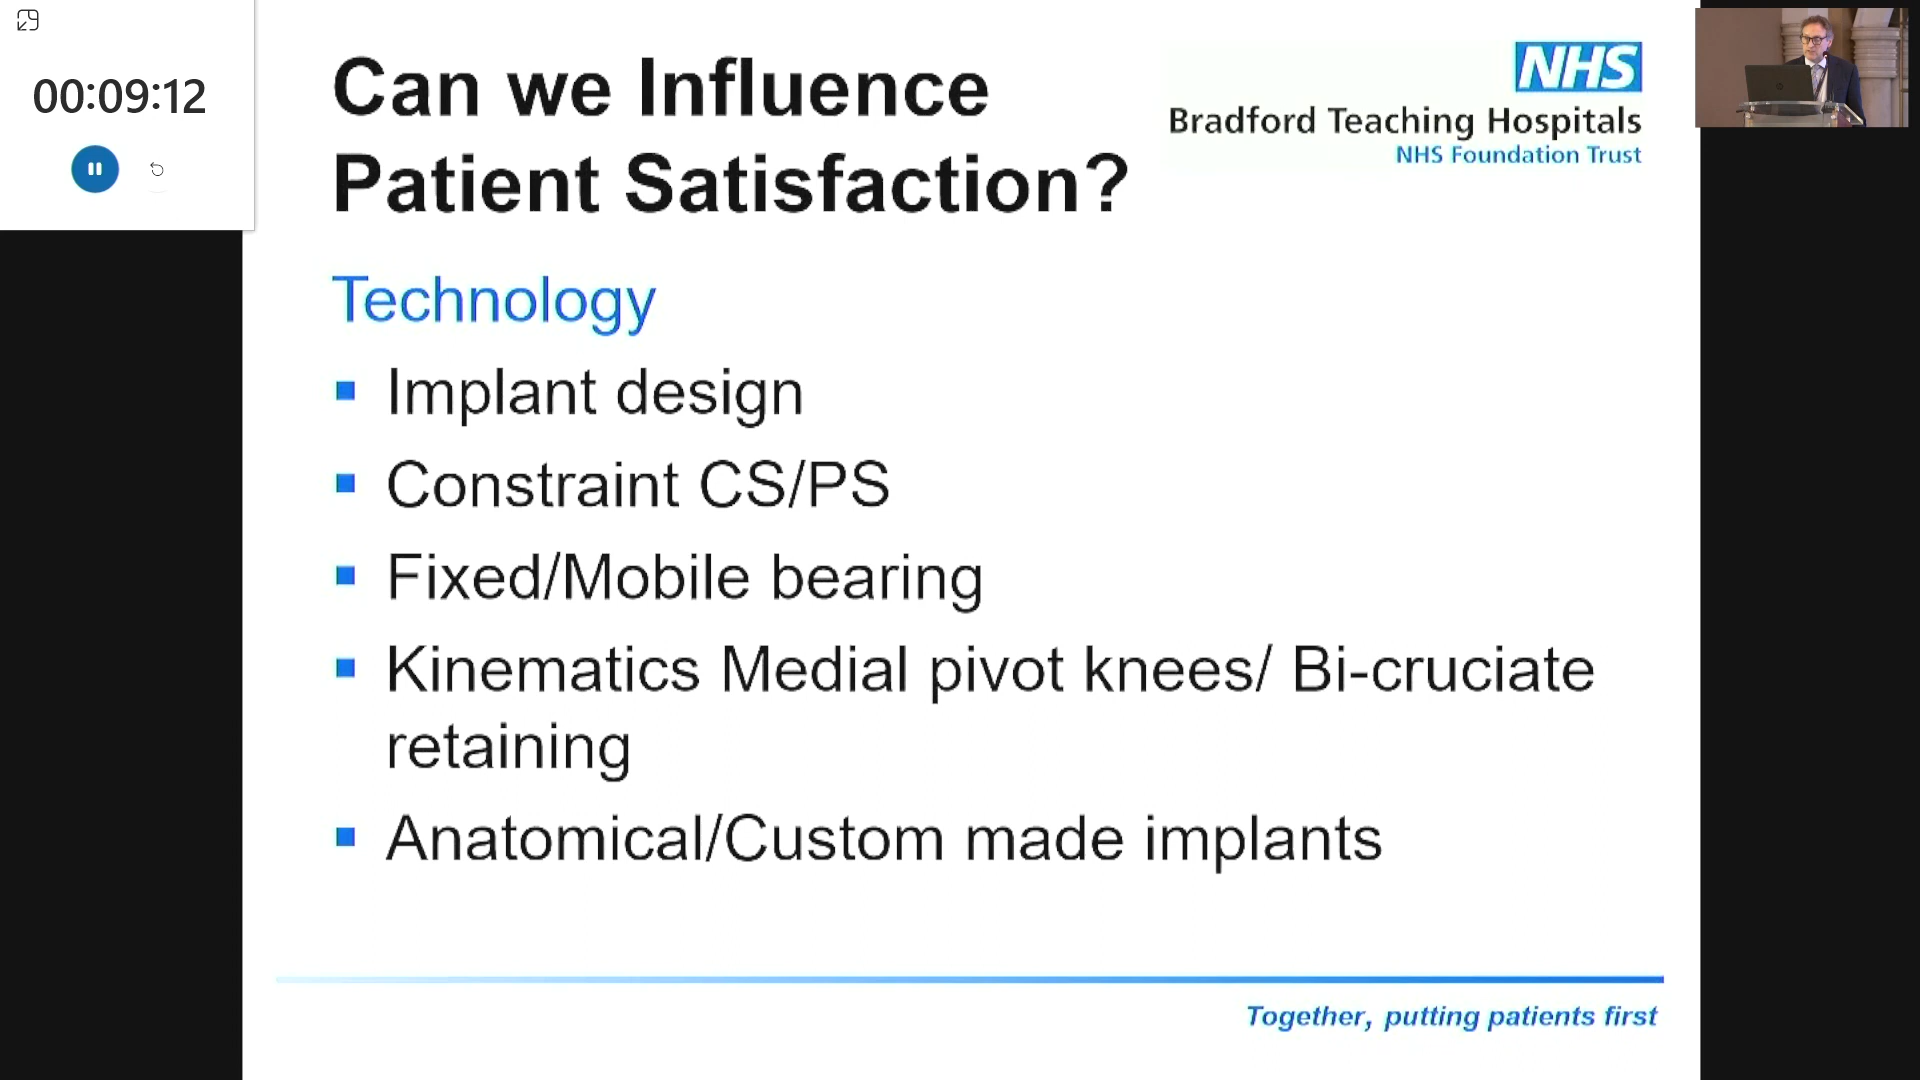 00:09:12
Can we Influence
Patient Satisfaction?
NHS
Bradford Teaching Hospitals
NHS Foundation Trust
Technology
Implant design
Constraint CS/PS
Fixed/Mobile bearing
Kinematics Medial pivot knees/ Bi-cruciate
retaining
Anatomical/Custom made implants
Together, putting patients first